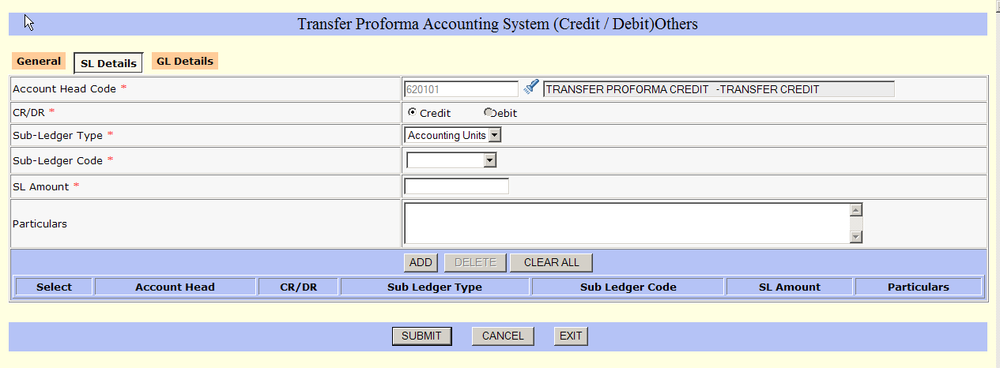 Transfer Proforma Accounting System (Credit / Debit)Others
General SL Details GL Details
Account Head Code * 620101 TRANSFER PROFORMA CREDIT -TRANSFER CREDIT
CR/DR * Credit Debit
Sub-Ledger Type * Accounting Units
Sub-Ledger Code *
SL Amount *
Particulars
ADD DELETE CLEAR ALL
Select Account Head CR/DR Sub Ledger Type Sub Ledger Code SL Amount Particulars
SUBMIT CANCEL EXIT